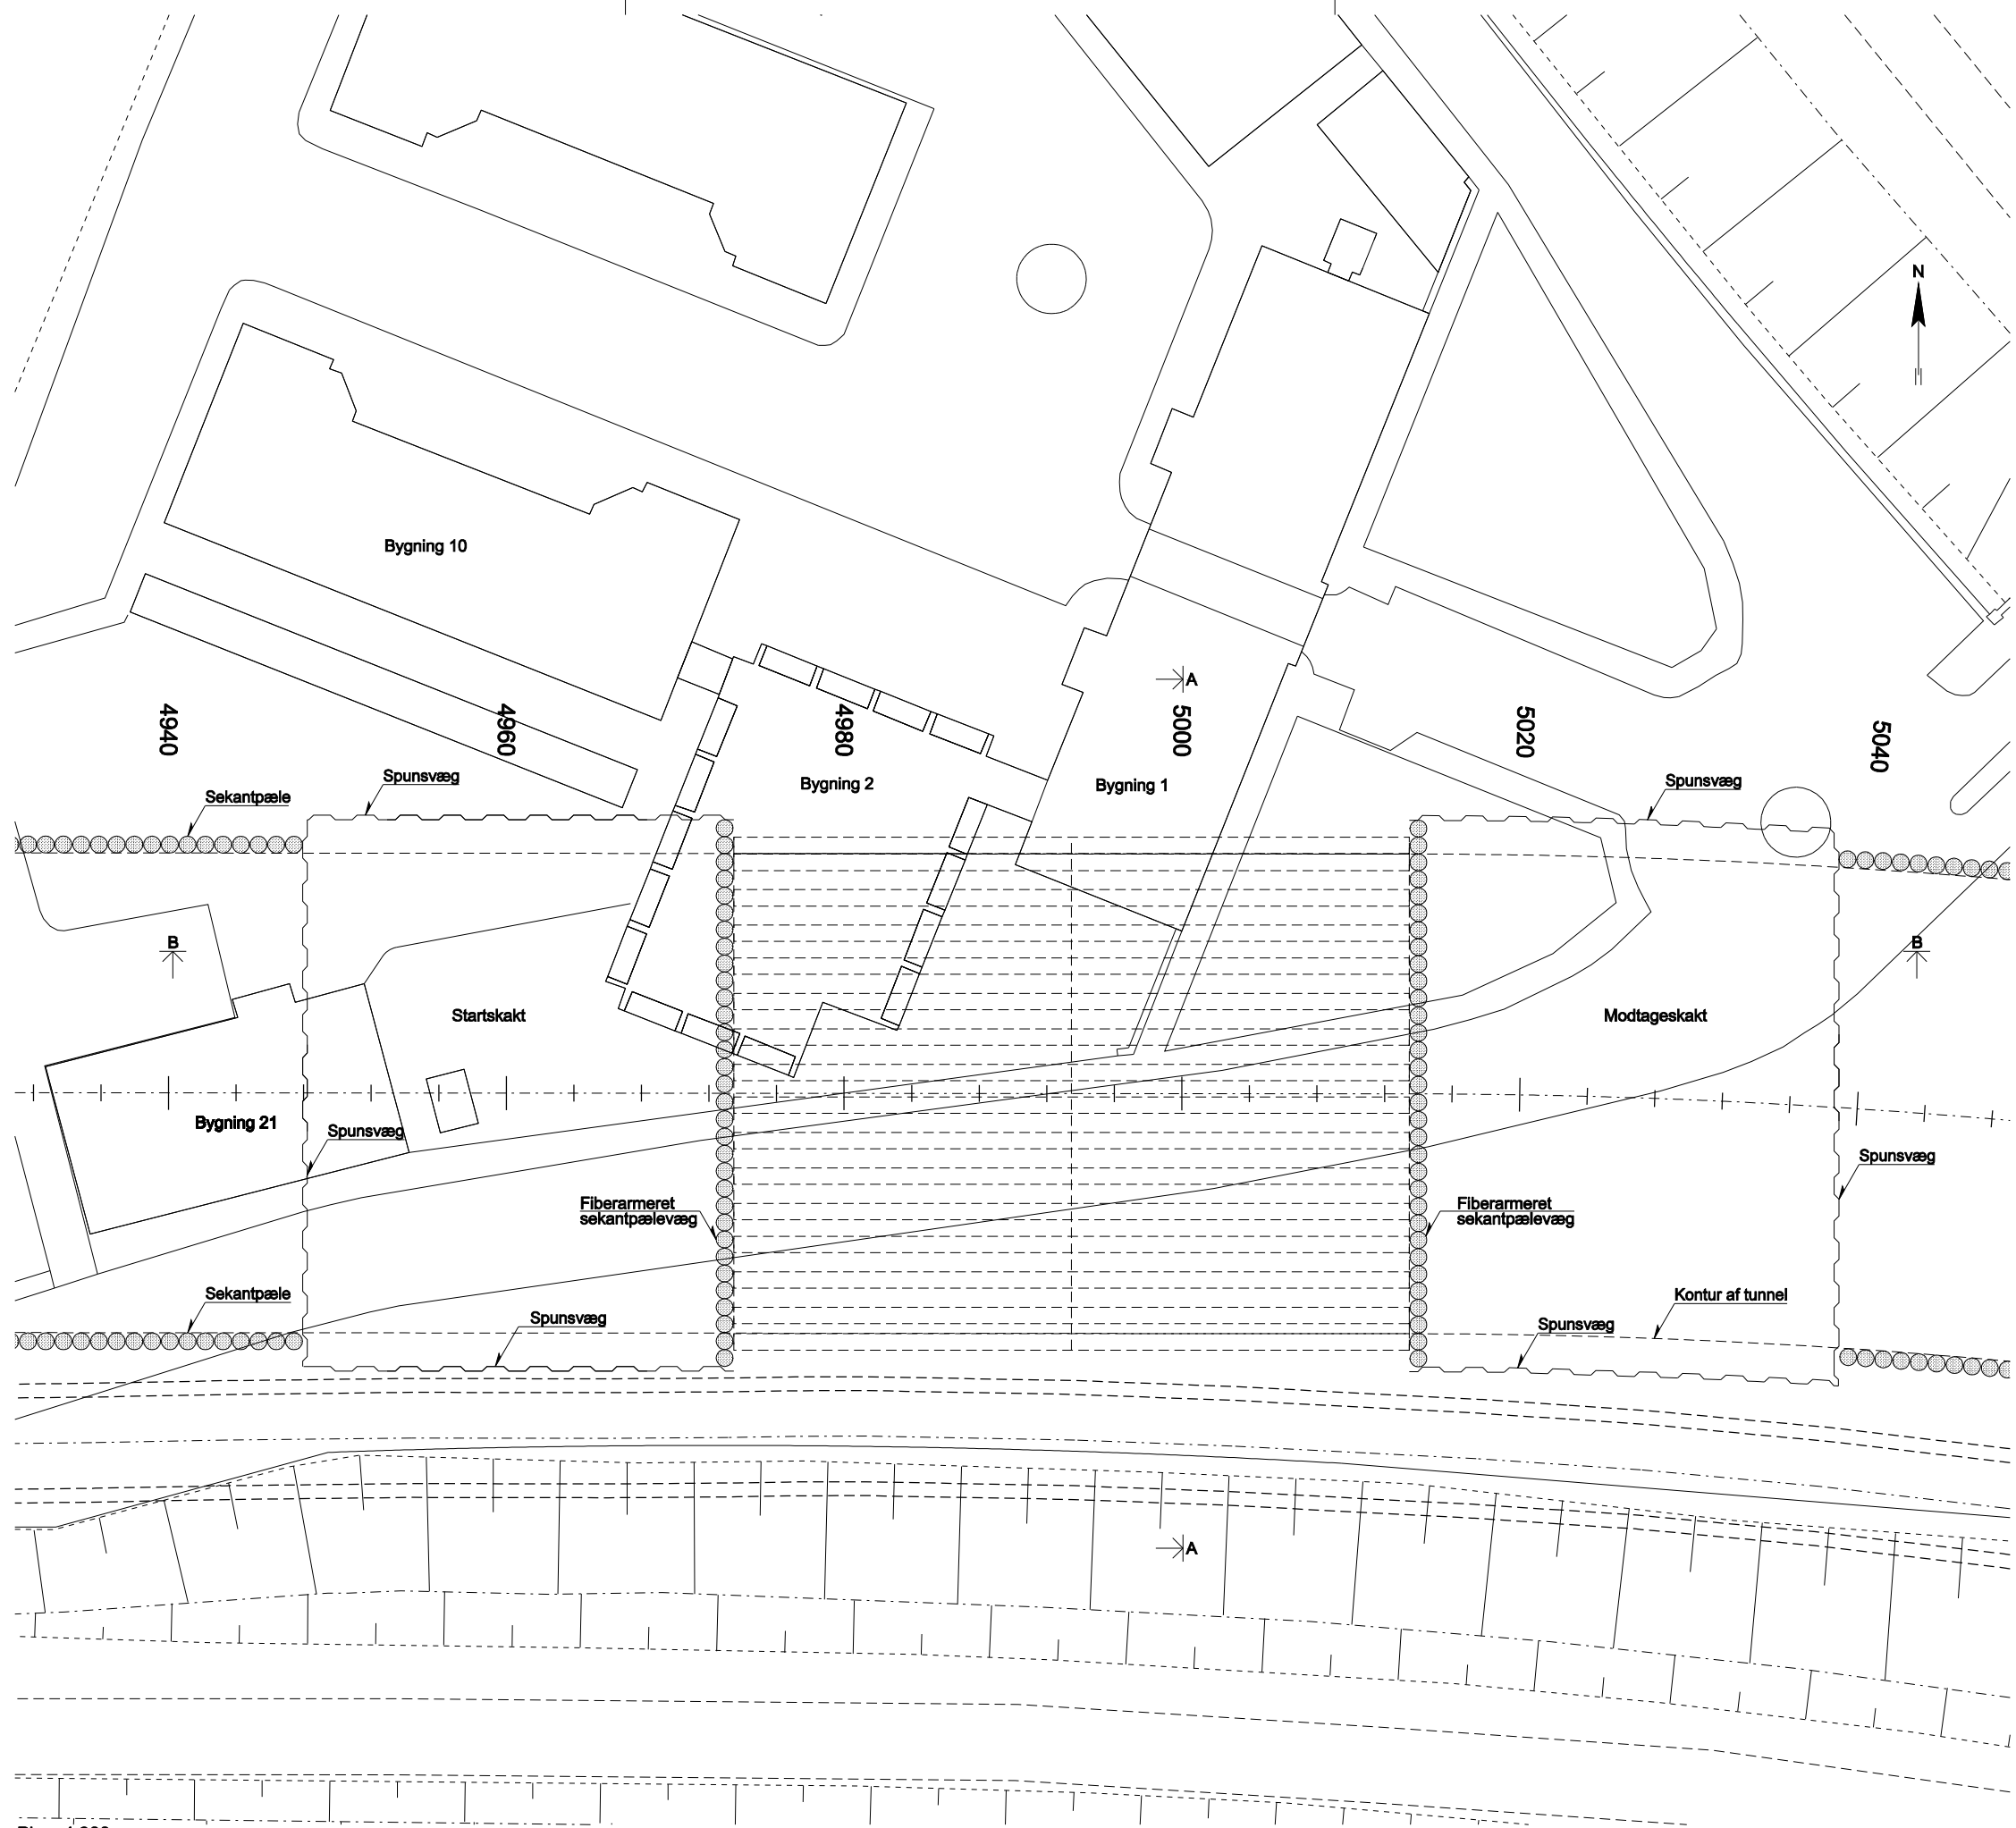 N
Bygning 10
A
4940
4960
4980
5000
5020
5040
Spunsvæg
Bygning 2
Bygning 1
Spunsvæg
Sekantpæle
B
B
Startskakt
Modtageskakt
Bygning 21
Spunsvæg
Spunsvæg
Fiberarmeret
sekantpælevæg
Fiberarmeret
sekantpælevæg
Sekantpæle
Kontur af tunnel
Spunsvæg
Spunsvæg
A